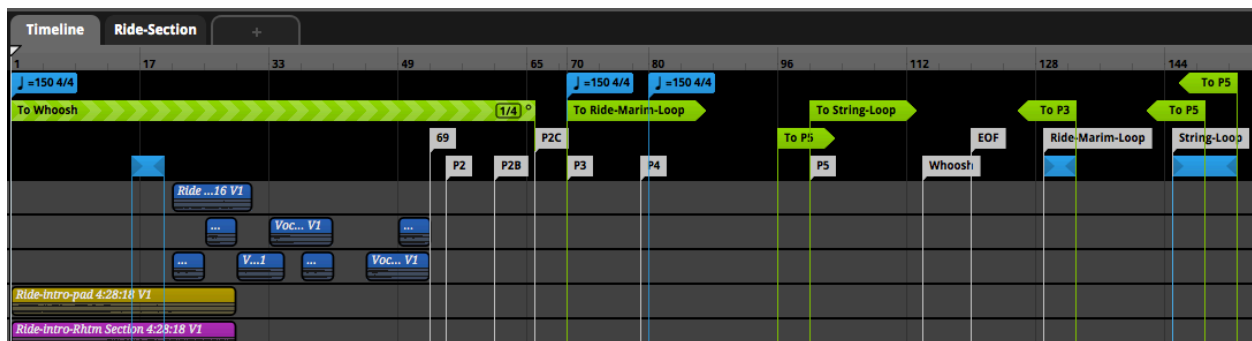 Timeline Ride-Section +
1 17 33 49 65 70 80 96 112 128 144
=150 4/4 =150 4/4 =150 4/4 To P5
To Whoosh 1/4 To Ride-Marim-Loop To String-Loop To P3 To P5
69 P2C To P5 EOF Ride-Marim-Loop String-Loop
P2 P2B P3 P4 P5 Whoosh
Ride ...16 V1
... Voc... V1 ...
... V...1 ... Voc... V1
Ride-intro-pad 4:28:18 V1
Ride-intro-Rhtm Section 4:28:18 V1